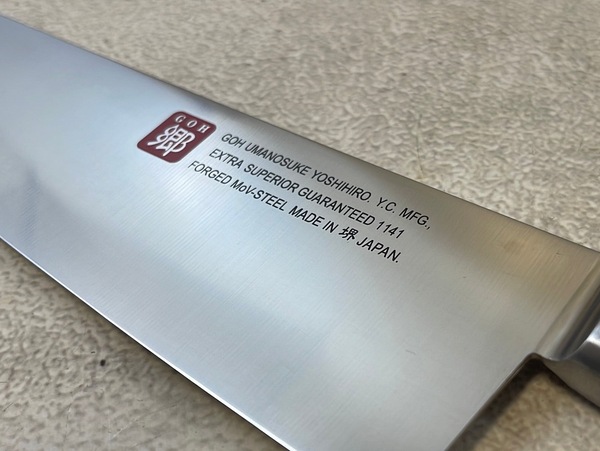 GOH
郷
GOH UMANOSUKE YOSHIHIRO. Y.C. MFG.,
EXTRA SUPERIOR GUARANTEED 1141
FORGED MoV-STEEL MADE IN 堺 JAPAN.